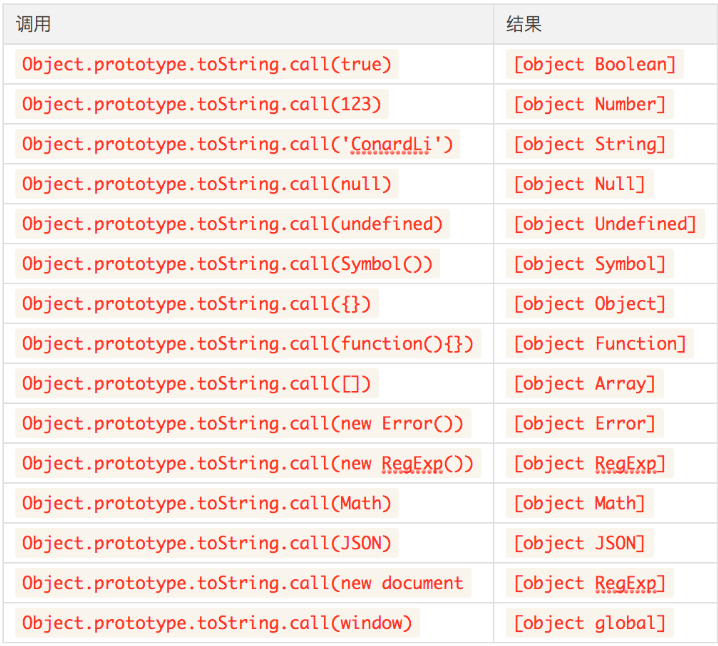 调用 结果
Object.prototype.toString.call(true) [object Boolean]
Object.prototype.toString.call(123) [object Number]
Object.prototype.toString.call('ConardLi') [object String]
Object.prototype.toString.call(null) [object Null]
Object.prototype.toString.call(undefined) [object Undefined]
Object.prototype.toString.call(Symbol()) [object Symbol]
Object.prototype.toString.call({}) [object Object]
Object.prototype.toString.call(function(){}) [object Function]
Object.prototype.toString.call([]) [object Array]
Object.prototype.toString.call(new Error()) [object Error]
Object.prototype.toString.call(new RegExp()) [object RegExp]
Object.prototype.toString.call(Math) [object Math]
Object.prototype.toString.call(JSON) [object JSON]
Object.prototype.toString.call(new document [object RegExp]
Object.prototype.toString.call(window) [object global]